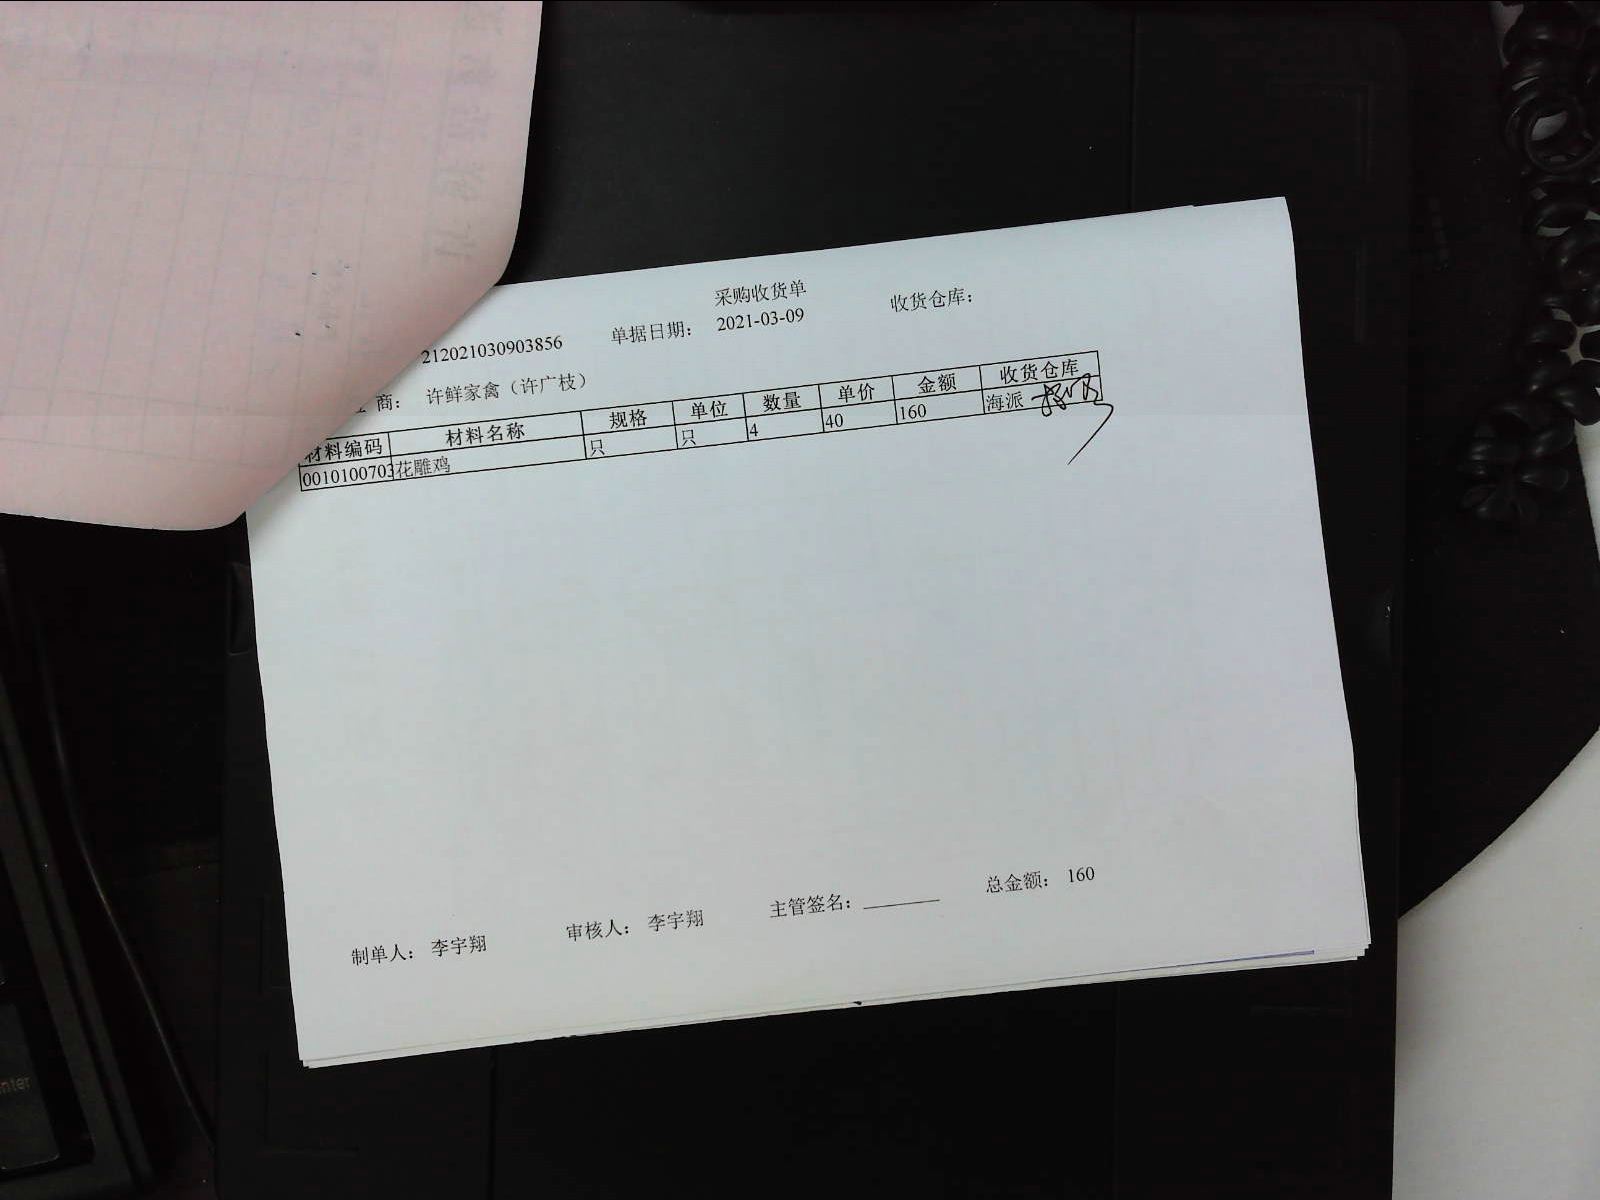 采购收货单
212021030903856 单据日期： 2021-03-09 收货仓库：
商： 许鲜家禽（许广枝）
材料编码 材料名称 规格 单位 数量 单价 金额 收货仓库
0010100703 花雕鸡 只 只 4 40 160 海派
制单人： 李宇翔 审核人： 李宇翔 主管签名： 总金额： 160